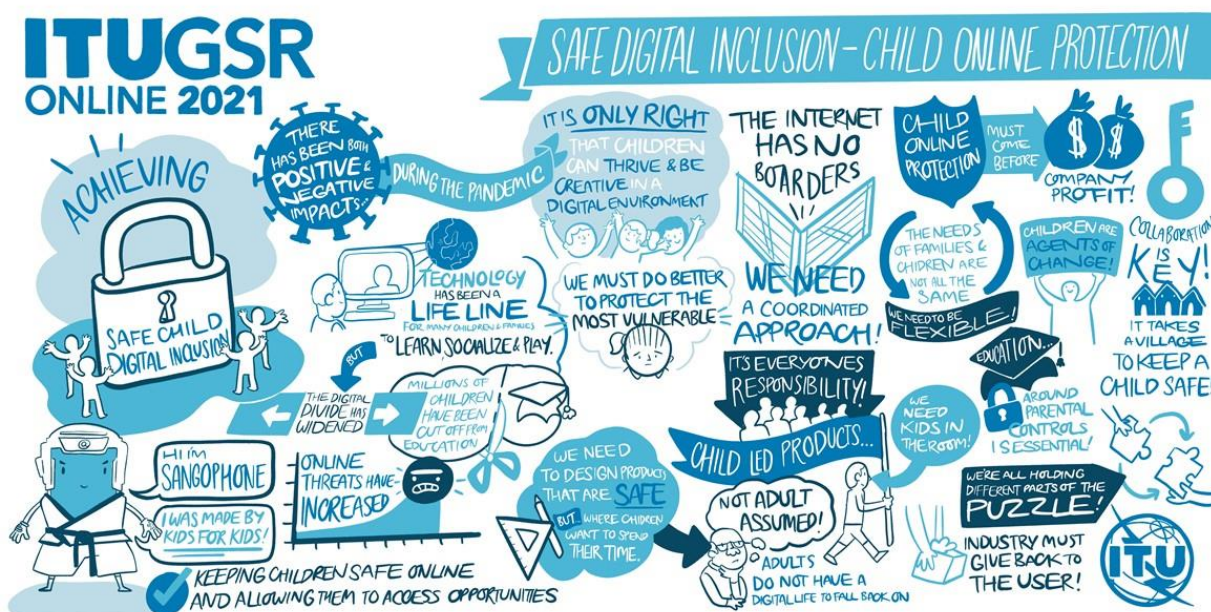 ITUGSR
ONLINE 2021
SAFE DIGITAL INCLUSION - CHILD ONLINE PROTECTION
ACHIEVING
SAFE CHILD
DIGITAL INCLUSION
THERE
HAS BEEN BOTH
POSITIVE &
NEGATIVE
IMPACTS...
DURING THE PANDEMIC
TECHNOLOGY
HAS BEEN A
LIFE LINE
FOR MANY CHILDREN & FAMILIES
TO LEARN SOCIALIZE & PLAY.
BUT
THE DIGITAL
DIVIDE HAS
WIDENED
MILLIONS OF
CHILDREN
HAVE BEEN
CUT OFF FROM
EDUCATION
HI I'M
SANGOPHONE
I WAS MADE BY
KIDS FOR KIDS!
ONLINE
THREATS HAVE
INCREASED
KEEPING CHILDREN SAFE ONLINE
AND ALLOWING THEM TO ACCESS OPPORTUNITIES
IT IS ONLY RIGHT
THAT CHILDREN
CAN THRIVE & BE
CREATIVE IN A
DIGITAL ENVIRONMENT
WE MUST DO BETTER
TO PROTECT THE
MOST VULNERABLE
WE NEED
TO DESIGN PRODUCTS
THAT ARE SAFE
BUT WHERE CHIDREN
WANT TO SPEND
THEIR TIME.
THE INTERNET
HAS NO
BOARDERS
WE NEED
A COORDINATED
APPROACH!
IT'S EVERYONES
RESPONSIBILITY!
CHILD LED PRODUCTS...
NOT ADULT
ASSUMED!
ADULTS
DO NOT HAVE A
DIGITAL LIFE TO FALL BACK ON
CHILD
ONLINE
PROTECTION
MUST
COME
BEFORE
$ $
COMPANY
PROFIT!
THE NEEDS
OF FAMILIES &
CHIDREN ARE
NOT ALL THE
SAME
WE NEED TO BE
FLEXIBLE!
CHILDREN ARE
AGENTS OF
CHANGE!
COLLABORATION
IS
KEY!
IT TAKES
A VILLAGE
TO KEEP A
CHILD SAFE!
EDUCATION...
AROUND
PARENTAL
CONTROLS
IS ESSENTIAL!
WE
NEED
KIDS IN
THE ROOM!
WE'RE ALL HOLDING
DIFFERENT PARTS OF THE
PUZZLE!
INDUSTRY MUST
GIVE BACK TO
THE USER!
ITU